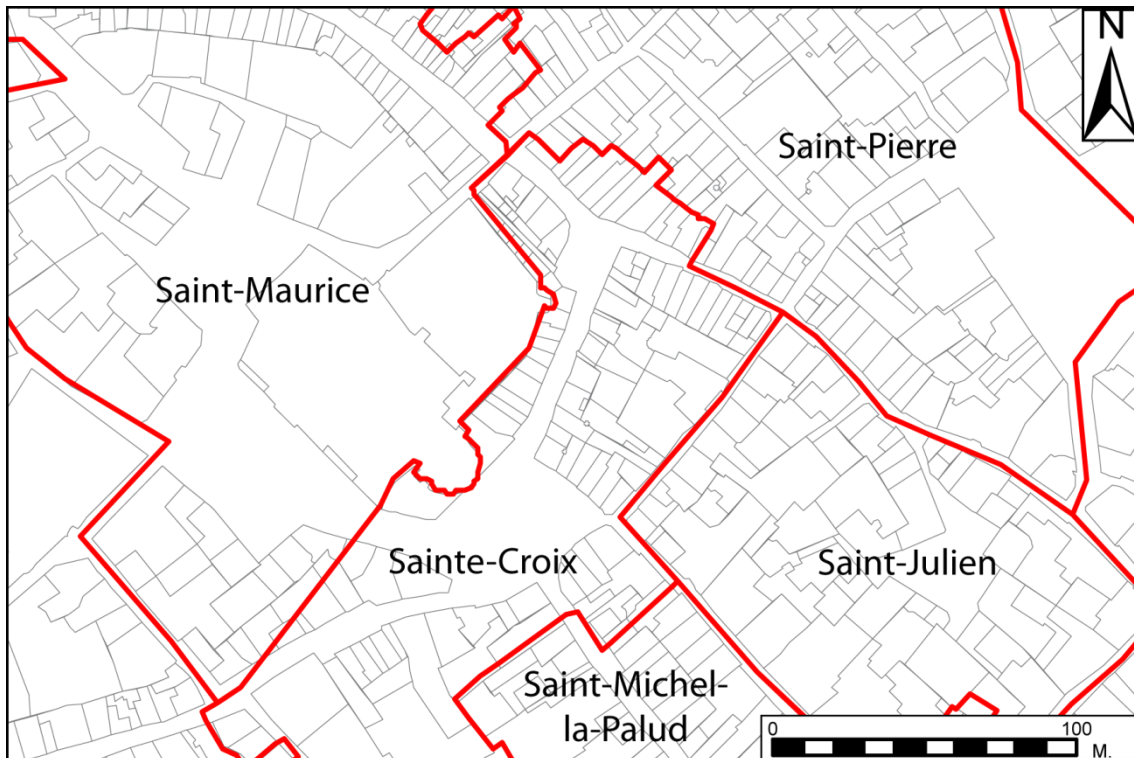 N
Saint-Pierre
Saint-Maurice
Sainte-Croix
Saint-Julien
Saint-Michel-
la-Palud
0 100
M.